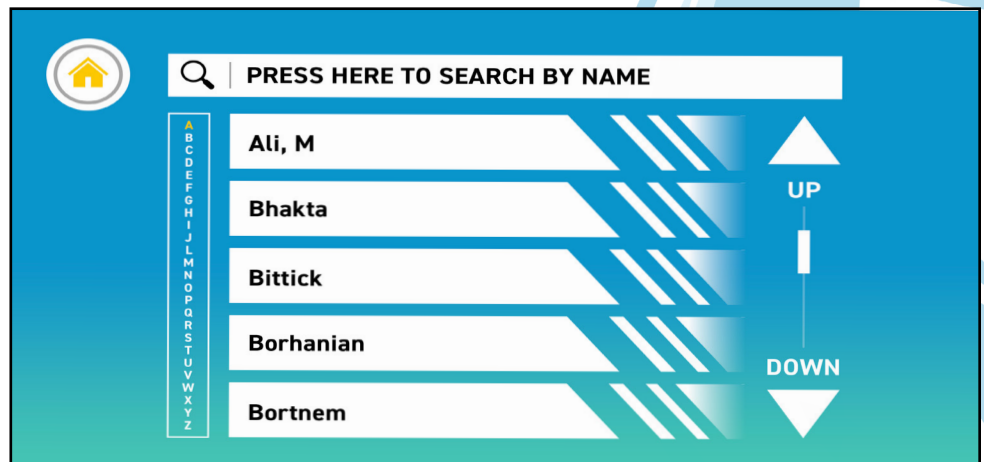 PRESS HERE TO SEARCH BY NAME
A
B
C
D
E
F
G
H
I
J
L
M
N
O
P
Q
R
S
T
U
V
W
X
Y
Z
Ali, M
Bhakta
Bittick
Borhanian
Bortnem
UP
DOWN